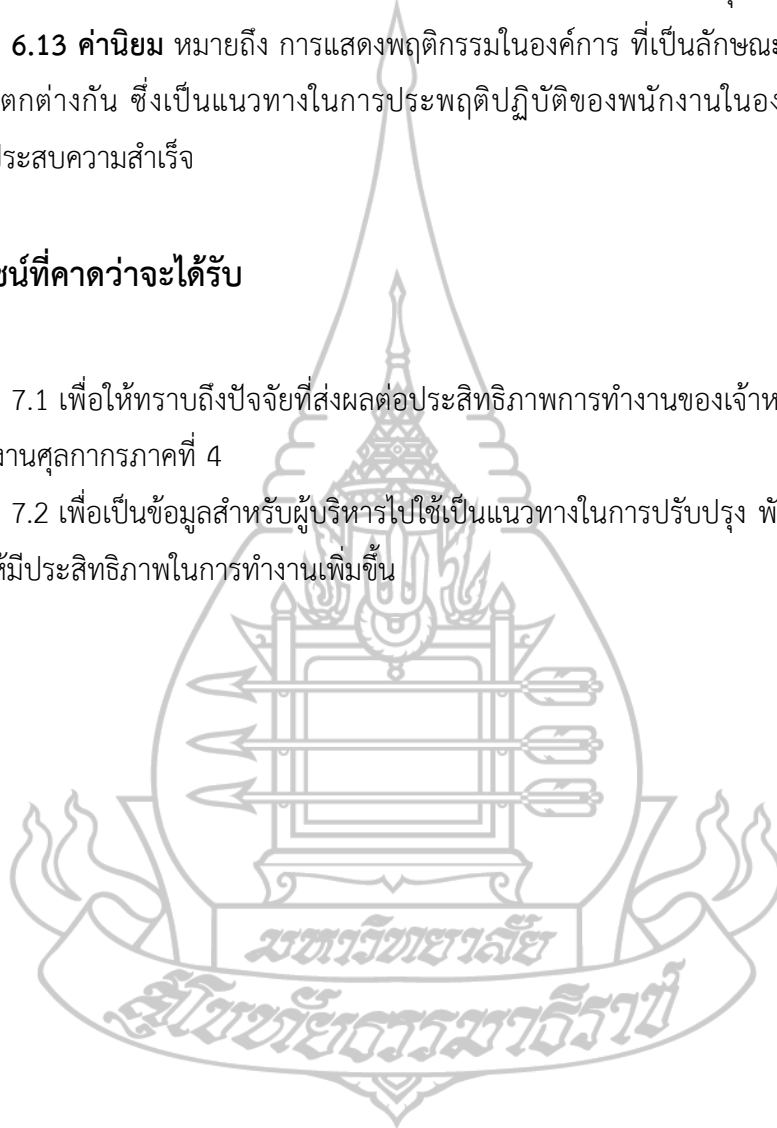 6.13 ค่านิยม หมายถึง การแสดงพฤติกรรมในองค์การ ที่เป็นลักษณะ
ตกต่างกัน ซึ่งเป็นแนวทางในการประพฤติปฏิบัติของพนักงานในอง
ประสบความสำเร็จ
ชน์ที่คาดว่าจะได้รับ
7.1 เพื่อให้ทราบถึงปัจจัยที่ส่งผลต่อประสิทธิภาพการทำงานของเจ้าห
งานศุลกากรภาคที่ 4
7.2 เพื่อเป็นข้อมูลสำหรับผู้บริหารไปใช้เป็นแนวทางในการปรับปรุง พั
ห้มีประสิทธิภาพในการทำงานเพิ่มขึ้น
มหาวิทยาลัย
สุโขทัยธรรมาธิราช